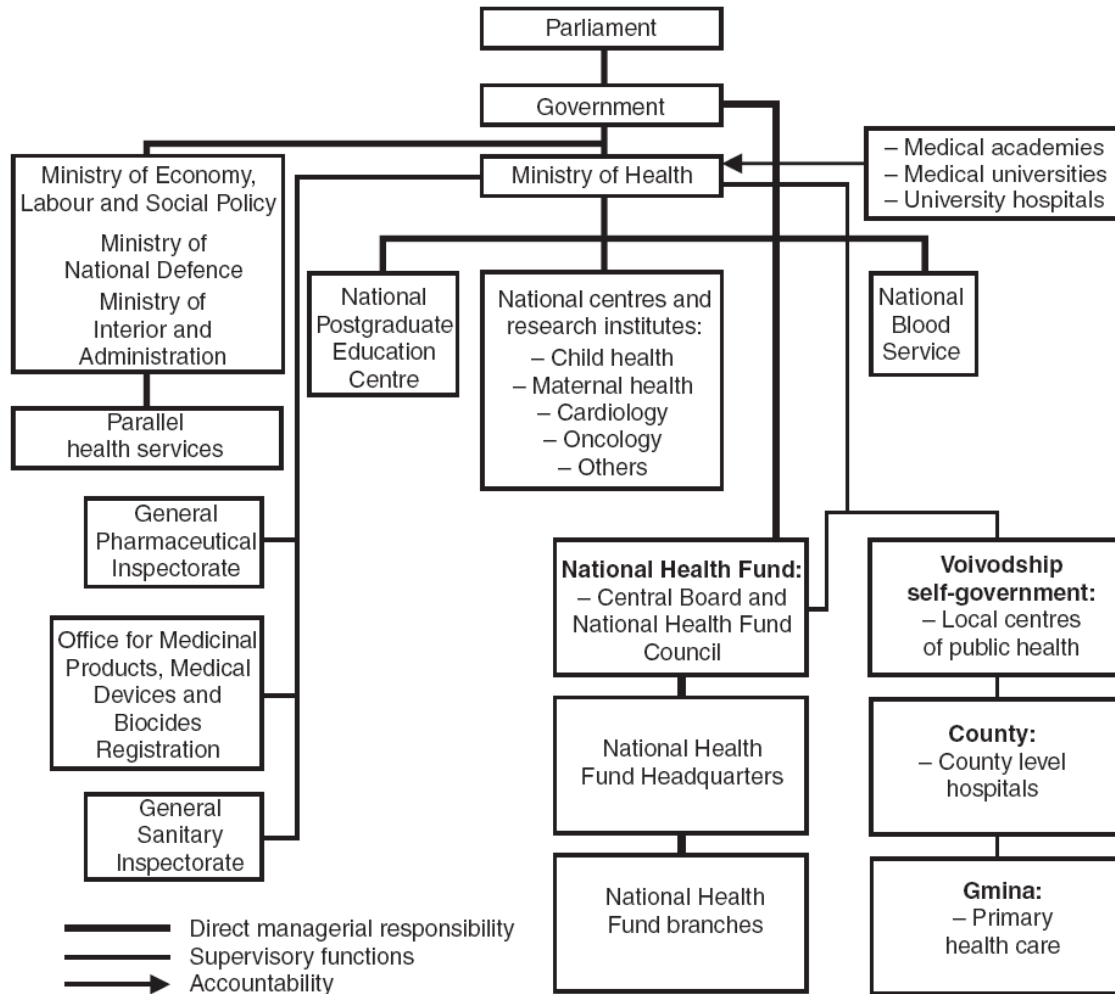 Parliament
Government
Ministry of Economy,
Labour and Social Policy
Ministry of
National Defence
Ministry of
Interior and
Administration
Ministry of Health
– Medical academies
– Medical universities
– University hospitals
Parallel
health services
National
Postgraduate
Education
Centre
National centres and
research institutes:
– Child health
– Maternal health
– Cardiology
– Oncology
– Others
National
Blood
Service
General
Pharmaceutical
Inspectorate
Office for Medicinal
Products, Medical
Devices and
Biocides
Registration
General
Sanitary
Inspectorate
National Health Fund:
– Central Board and
National Health Fund
Council
National Health
Fund Headquarters
National Health
Fund branches
Voivodship
self-government:
– Local centres
of public health
County:
– County level
hospitals
Gmina:
– Primary
health care
Direct managerial responsibility
Supervisory functions
Accountability